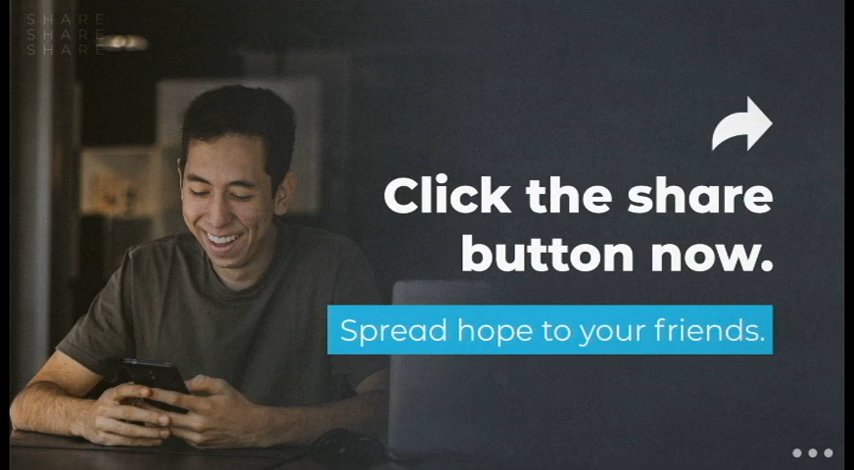 SHARE
SHARE
SHARE
Click the share
button now.
Spread hope to your friends.